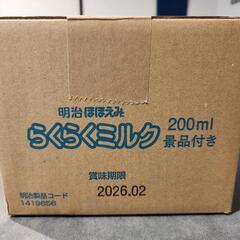 明治ほほえみ
らくらくミルク 200ml
景品付き
賞味期限
2026.02
明治製品コード
1419656